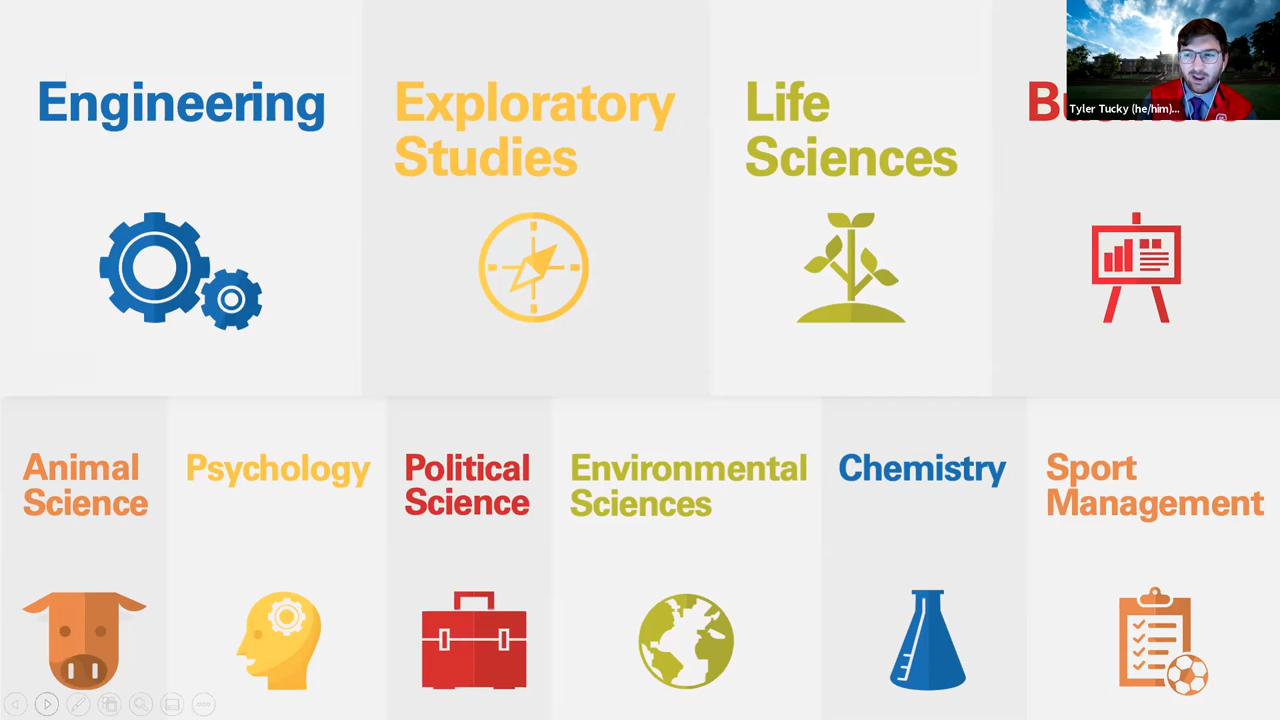 Engineering
Exploratory
Studies
Life
Sciences
Tyler Tucky (he/him)...
Animal
Science
Psychology
Political
Science
Environmental
Sciences
Chemistry
Sport
Management